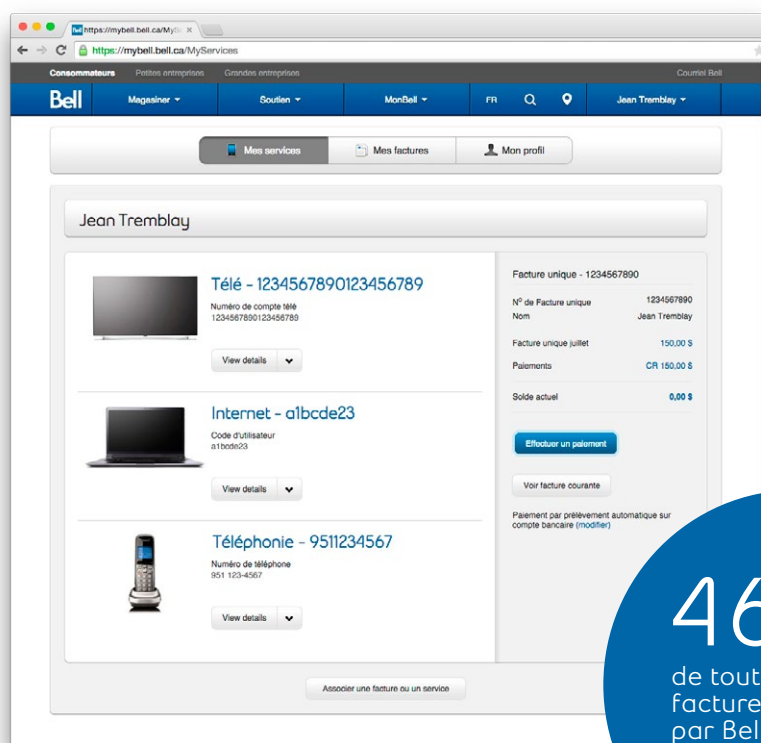 https://mybell.bell.ca/MySe
https://mybell.bell.ca/MyServices
Consommateurs Petites entreprises Grandes entreprises Courriel Bell
Bell Magasiner Soutien MonBell FR Jean Tremblay
Mes services Mes factures Mon profil
Jean Tremblay
Télé - 1234567890123456789
Numéro de compte télé
1234567890123456789
View details
Internet - a1bcde23
Code d'utilisateur
a1bcde23
View details
Téléphonie - 9511234567
Numéro de téléphone
951 123-4567
View details
Facture unique - 1234567890
Nº de Facture unique 1234567890
Nom Jean Tremblay
Facture unique juillet 150,00 $
Paiements CR 150,00 $
Solde actuel 0,00 $
Effectuer un paiement
Voir facture courante
Paiement par prélèvement automatique sur
compte bancaire (modifier)
Associer une facture ou un service
46
de tout
facture
par Bel